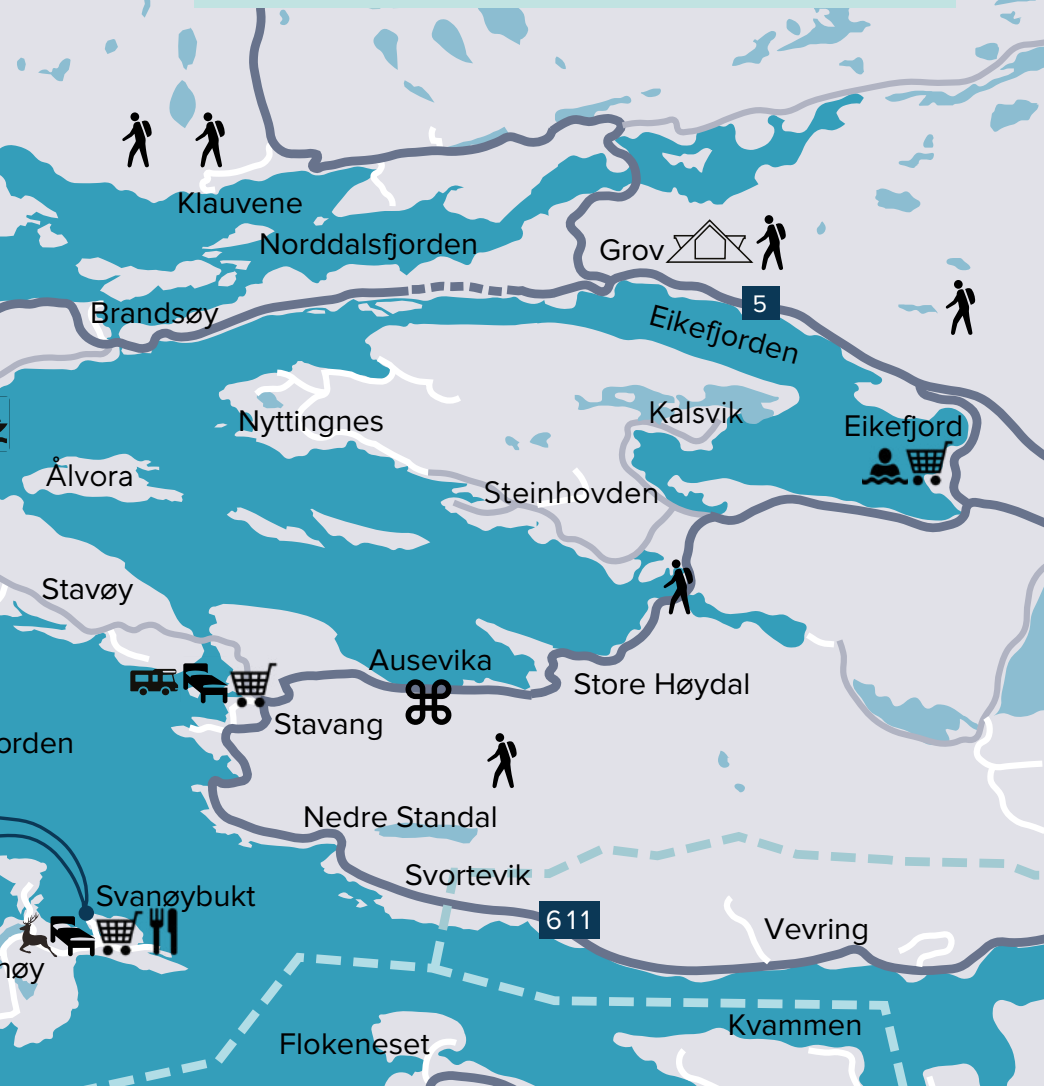 Klauvene
Norddalsfjorden
Grov
5
Brandsøy
Eikefjorden
Nyttingnes
Kalsvik
Eikefjord
Ålvora
Steinhovden
Stavøy
Ausevika
Store Høydal
Stavang
orden
Nedre Standal
Svortevik
Svanøybukt
611
Vevring
høy
Kvammen
Flokeneset